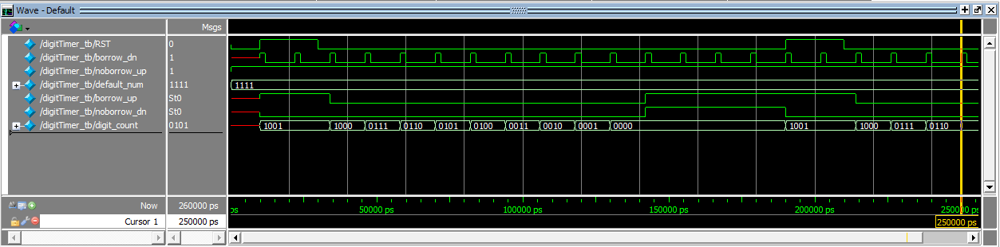 Wave - Default
Msgs
/digitTimer_tb/RST 0
/digitTimer_tb/borrow_dn 1
/digitTimer_tb/noborrow_up 1
/digitTimer_tb/default_num 1111 1111
/digitTimer_tb/borrow_up St0
/digitTimer_tb/noborrow_dn St0
/digitTimer_tb/digit_count 0101 1001 1000 0111 0110 0101 0100 0011 0010 0001 0000 1001 1000 0111 0110
Now 260000 ps ps 50000 ps 100000 ps 150000 ps 200000 ps 250000 ps
Cursor 1 250000 ps 250000 ps